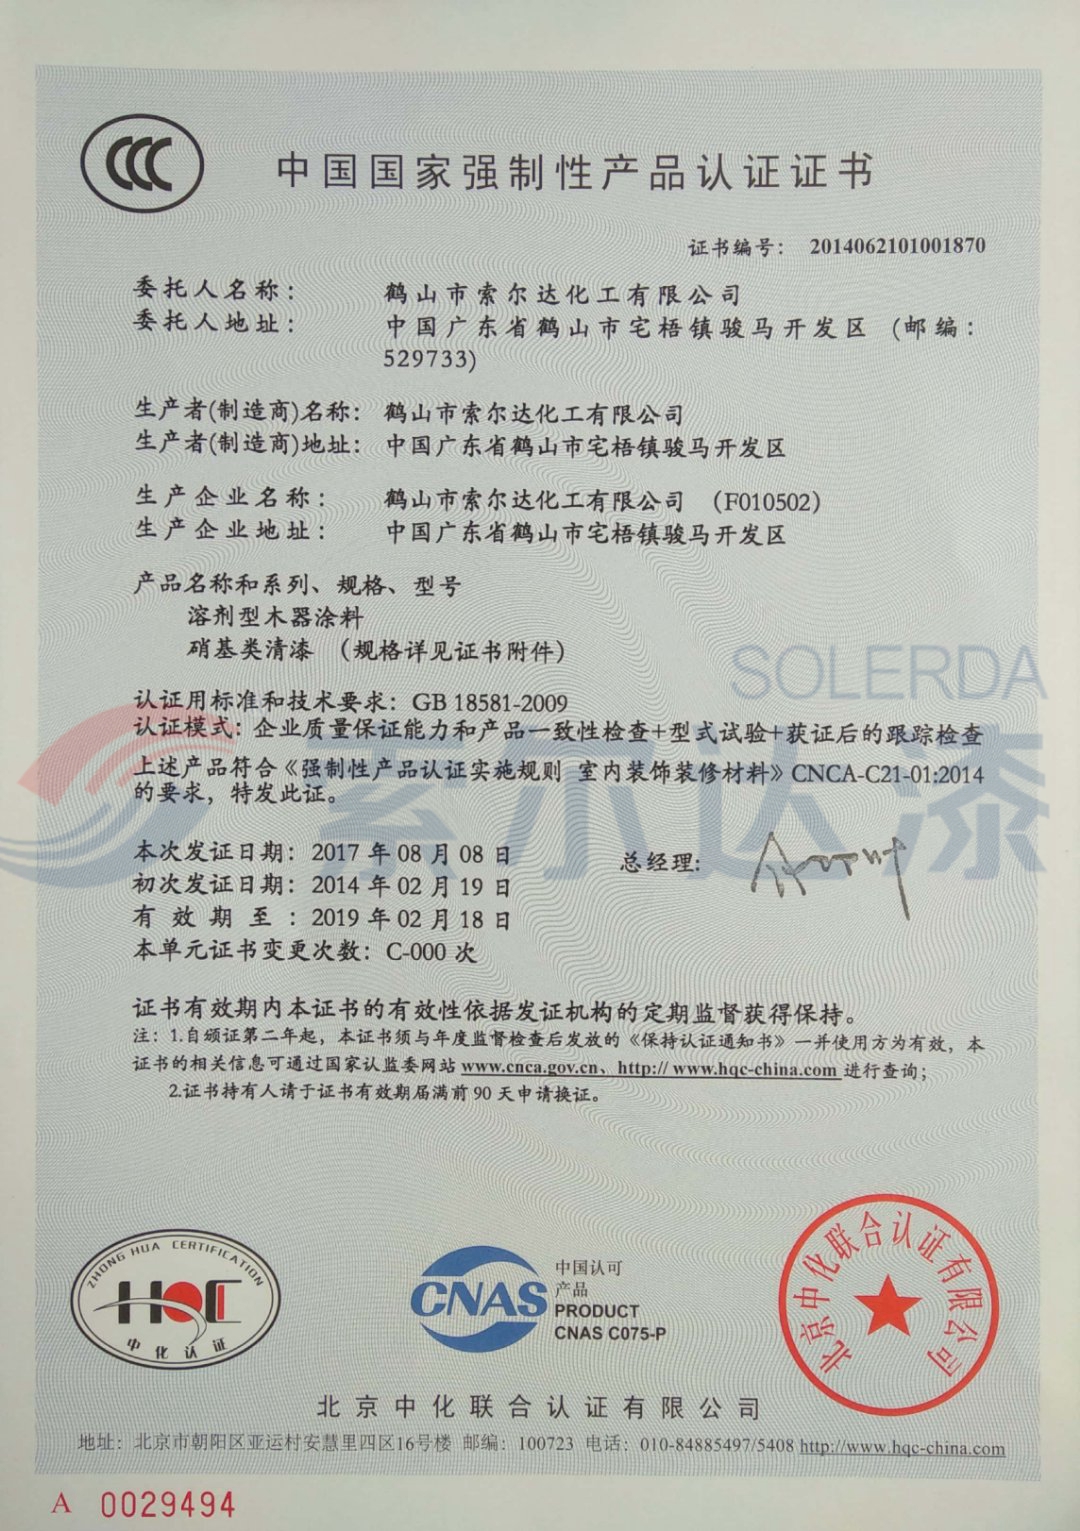 CCC
中国国家强制性产品认证证书
证书编号： 2014062101001870
委托人名称： 鹤山市索尔达化工有限公司
委托人地址： 中国广东省鹤山市宅梧镇骏马开发区 (邮编：
529733)
生产者(制造商)名称： 鹤山市索尔达化工有限公司
生产者(制造商)地址： 中国广东省鹤山市宅梧镇骏马开发区
生产企业名称： 鹤山市索尔达化工有限公司 （F010502）
生产企业地址： 中国广东省鹤山市宅梧镇骏马开发区
产品名称和系列、规格、型号
溶剂型木器涂料
硝基类清漆 （规格详见证书附件）
SOLERDA
索尔达漆
认证用标准和技术要求：GB 18581-2009
认证模式：企业质量保证能力和产品一致性检查+型式试验+获证后的跟踪检查
上述产品符合《强制性产品认证实施规则 室内装饰装修材料》CNCA-C21-01:2014
的要求，特发此证。
本次发证日期：2017 年 08 月 08 日
总经理:
初次发证日期：2014 年 02 月 19 日
有效期至：2019 年 02 月 18 日
本单元证书变更次数：C-000 次
证书有效期内本证书的有效性依据发证机构的定期监督获得保持。
注：1.自颁证第二年起，本证书须与年度监督检查后发放的《保持认证通知书》一并使用方为有效，本
证书的相关信息可通过国家认监委网站 www.cnca.gov.cn、http:// www.hqc-china.com 进行查询；
2.证书持有人请于证书有效期届满前 90 天申请换证。
ZHONG HUA CERTIFICATION
HQC
中化认证
CNAS
中国认可
产品
PRODUCT
CNAS C075-P
北京中化联合认证有限公司
北京中化联合认证有限公司
地址：北京市朝阳区亚运村安慧里四区16号楼 邮编：100723 电话：010-84885497/5408 http://www.hqc-china.com
A 0029494